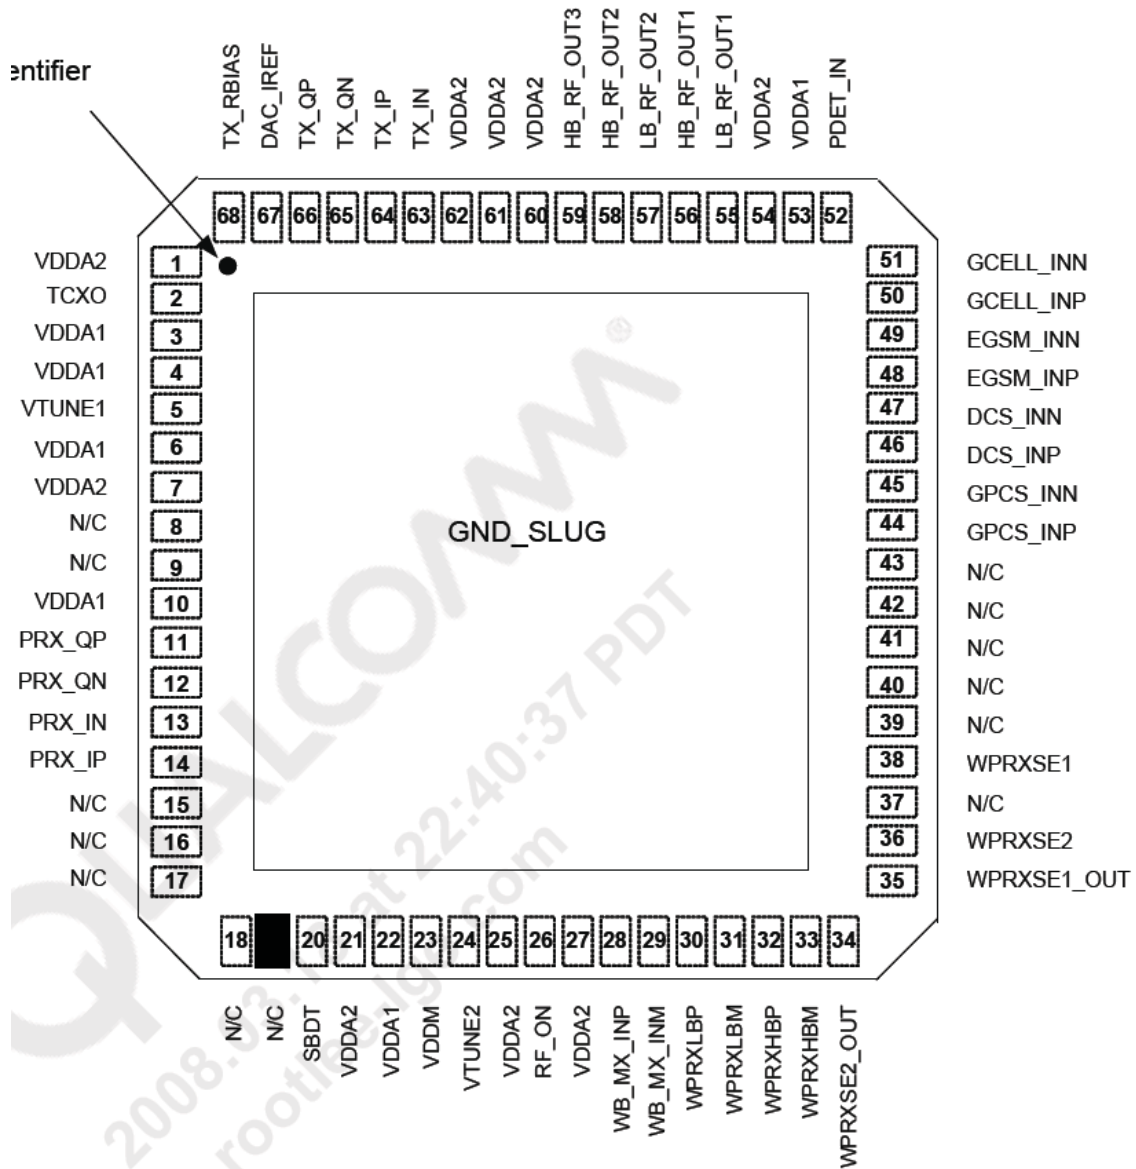 entifier
TX_RBIAS
DAC_IREF
TX_QP
TX_QN
TX_IP
TX_IN
VDDA2
VDDA2
VDDA2
HB_RF_OUT3
HB_RF_OUT2
LB_RF_OUT2
HB_RF_OUT1
LB_RF_OUT1
VDDA2
VDDA1
PDET_IN
68 67 66 65 64 63 62 61 60 59 58 57 56 55 54 53 52
VDDA2 1
TCXO 2
VDDA1 3
VDDA1 4
VTUNE1 5
VDDA1 6
VDDA2 7
N/C 8
N/C 9
VDDA1 10
PRX_QP 11
PRX_QN 12
PRX_IN 13
PRX_IP 14
N/C 15
N/C 16
N/C 17
GND_SLUG
51 GCELL_INN
50 GCELL_INP
49 EGSM_INN
48 EGSM_INP
47 DCS_INN
46 DCS_INP
45 GPCS_INN
44 GPCS_INP
43 N/C
42 N/C
41 N/C
40 N/C
39 N/C
38 WPRXSE1
37 N/C
36 WPRXSE2
35 WPRXSE1_OUT
18 20 21 22 23 24 25 26 27 28 29 30 31 32 33 34
N/C
N/C
SBDT
VDDA2
VDDA1
VDDM
VTUNE2
VDDA2
RF_ON
VDDA2
WB_MX_INP
WB_MX_INM
WPRXLBP
WPRXLBM
WPRXHBP
WPRXHBM
WPRXSE2_OUT
QUALCOMM®
at 22:40:37 PDT